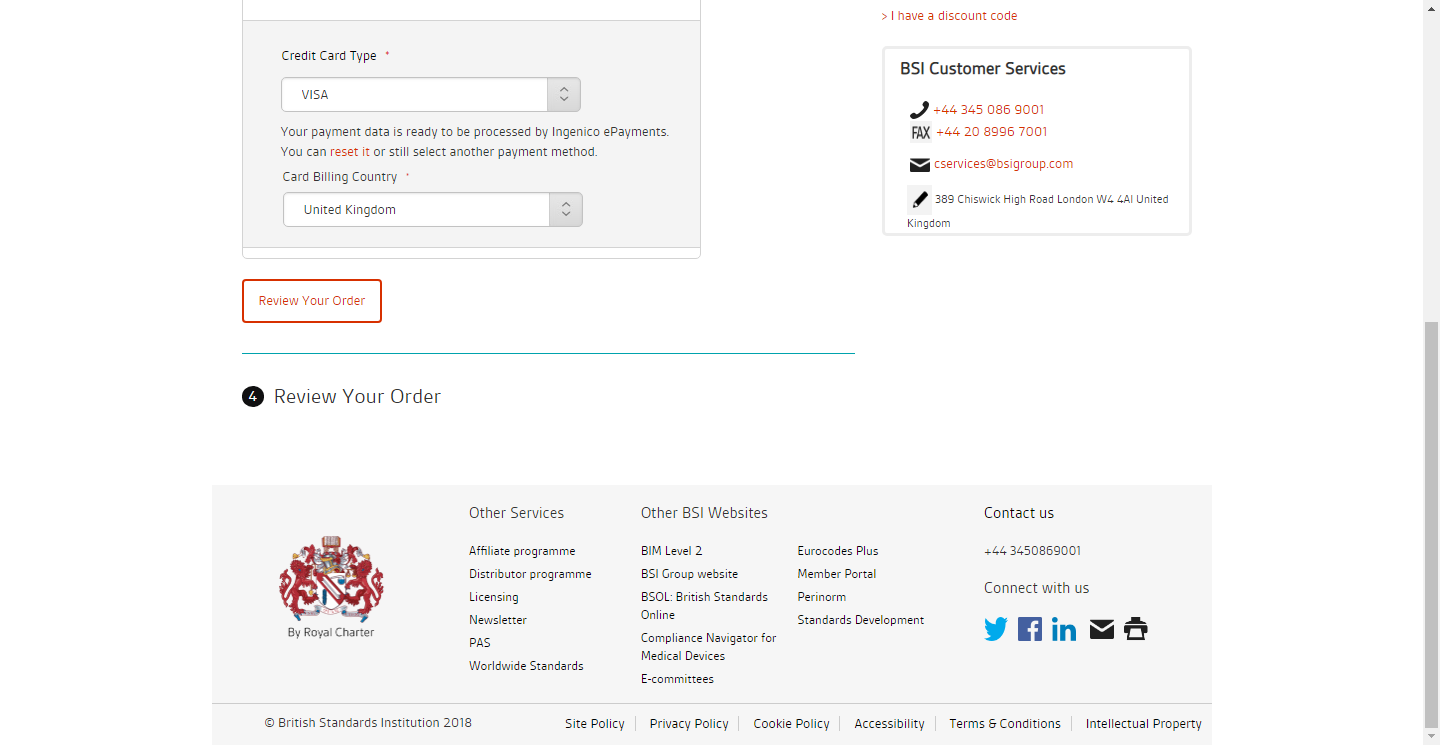 > I have a discount code
Credit Card Type *
VISA
Your payment data is ready to be processed by Ingenico ePayments.
You can reset it or still select another payment method.
Card Billing Country *
United Kingdom
Review Your Order
BSI Customer Services
+44 345 086 9001
FAX +44 20 8996 7001
cservices@bsigroup.com
389 Chiswick High Road London W4 4Al United
Kingdom
4 Review Your Order
By Royal Charter
Other Services
Affiliate programme
Distributor programme
Licensing
Newsletter
PAS
Worldwide Standards
Other BSI Websites
BIM Level 2
BSI Group website
BSOL: British Standards
Online
Compliance Navigator for
Medical Devices
E-committees
Eurocodes Plus
Member Portal
Perinorm
Standards Development
Contact us
+44 3450869001
Connect with us
© British Standards Institution 2018
Site Policy
Privacy Policy
Cookie Policy
Accessibility
Terms & Conditions
Intellectual Property